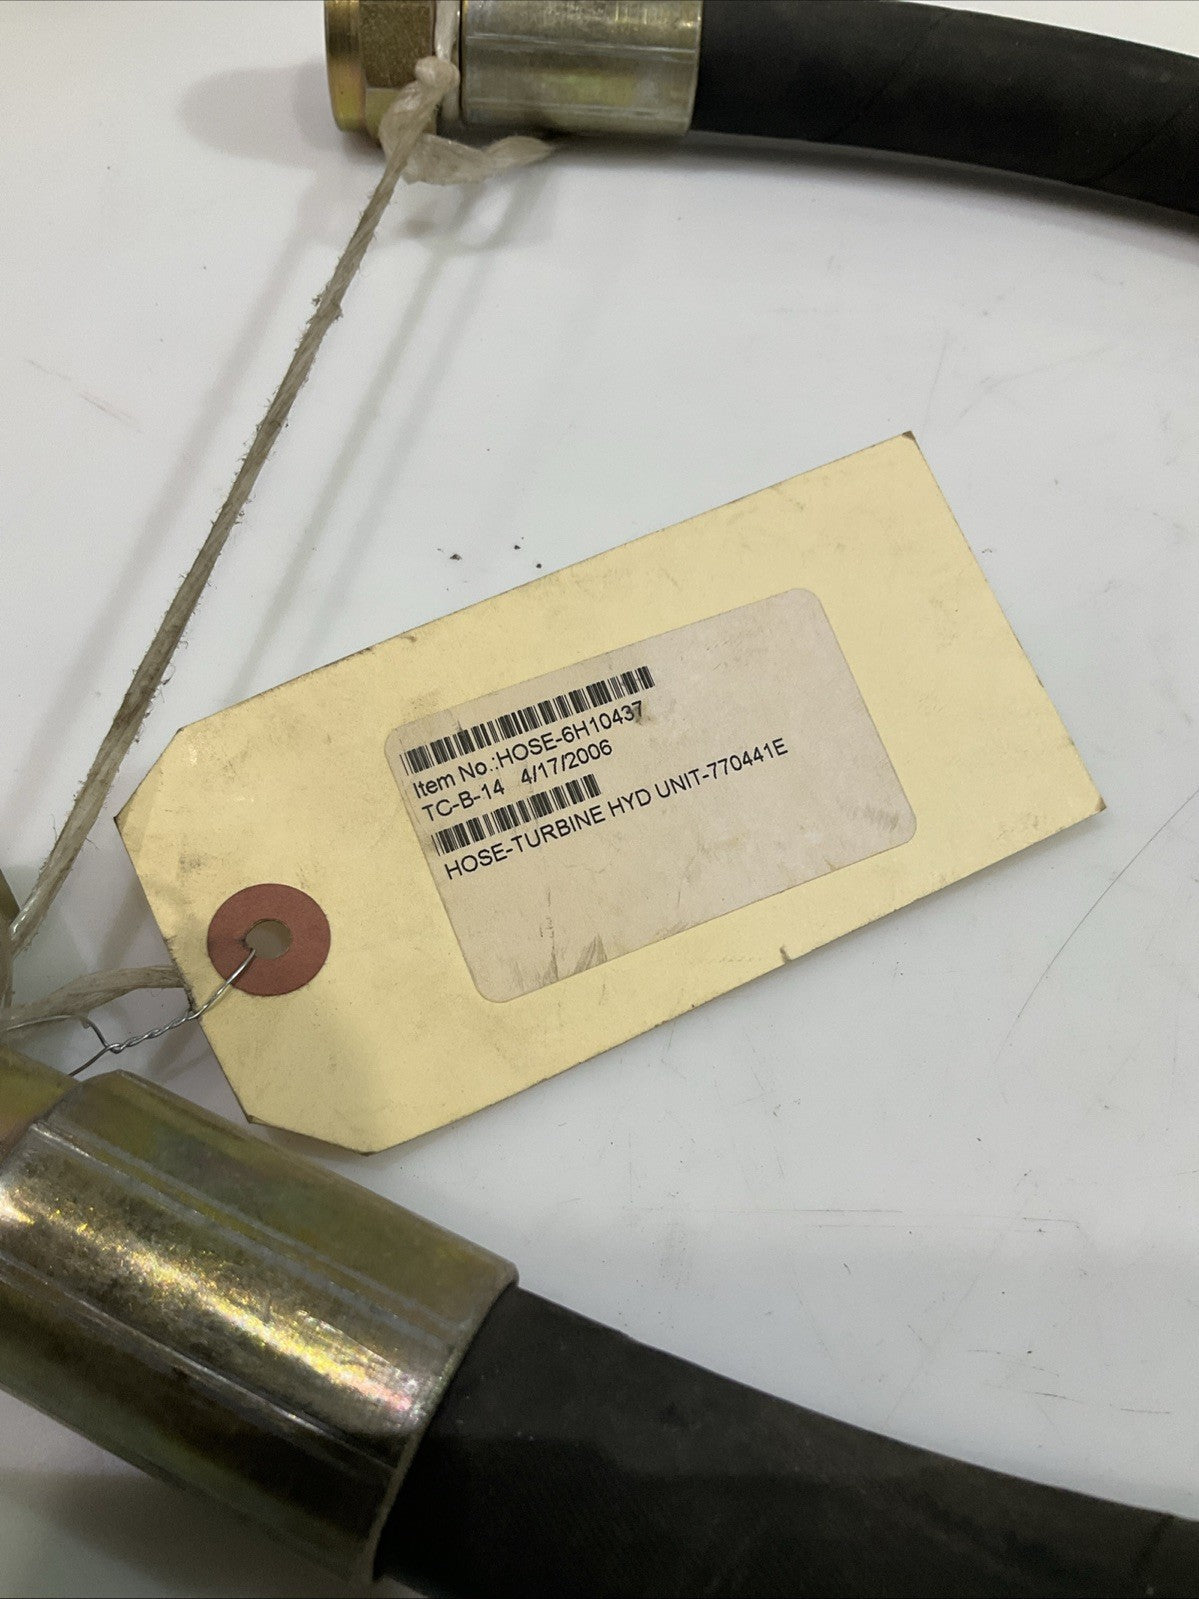 Item No.:HOSE-6H10437
TC-B-14 4/17/2006
HOSE-TURBINE HYD UNIT-770441E